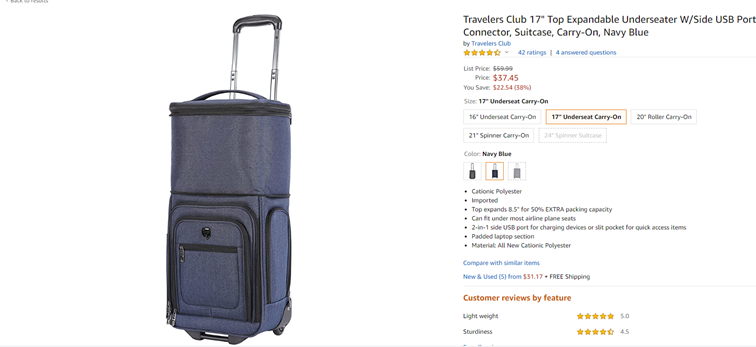 ‹ Back to results
Travelers Club 17" Top Expandable Underseater W/Side USB Port
Connector, Suitcase, Carry-On, Navy Blue
by Travelers Club
42 ratings | 4 answered questions
List Price: $59.99
Price: $37.45
You Save: $22.54 (38%)
Size: 17" Underseat Carry-On
16" Underseat Carry-On 17" Underseat Carry-On 20" Roller Carry-On
21" Spinner Carry-On 24" Spinner Suitcase
Color: Navy Blue
• Cationic Polyester
• Imported
• Top expands 8.5" for 50% EXTRA packing capacity
• Can fit under most airline plane seats
• 2-in-1 side USB port for charging devices or slit pocket for quick access items
• Padded laptop section
• Material: All New Cationic Polyester
Compare with similar items
New & Used (5) from $31.17 + FREE Shipping
Customer reviews by feature
Light weight 5.0
Sturdiness 4.5